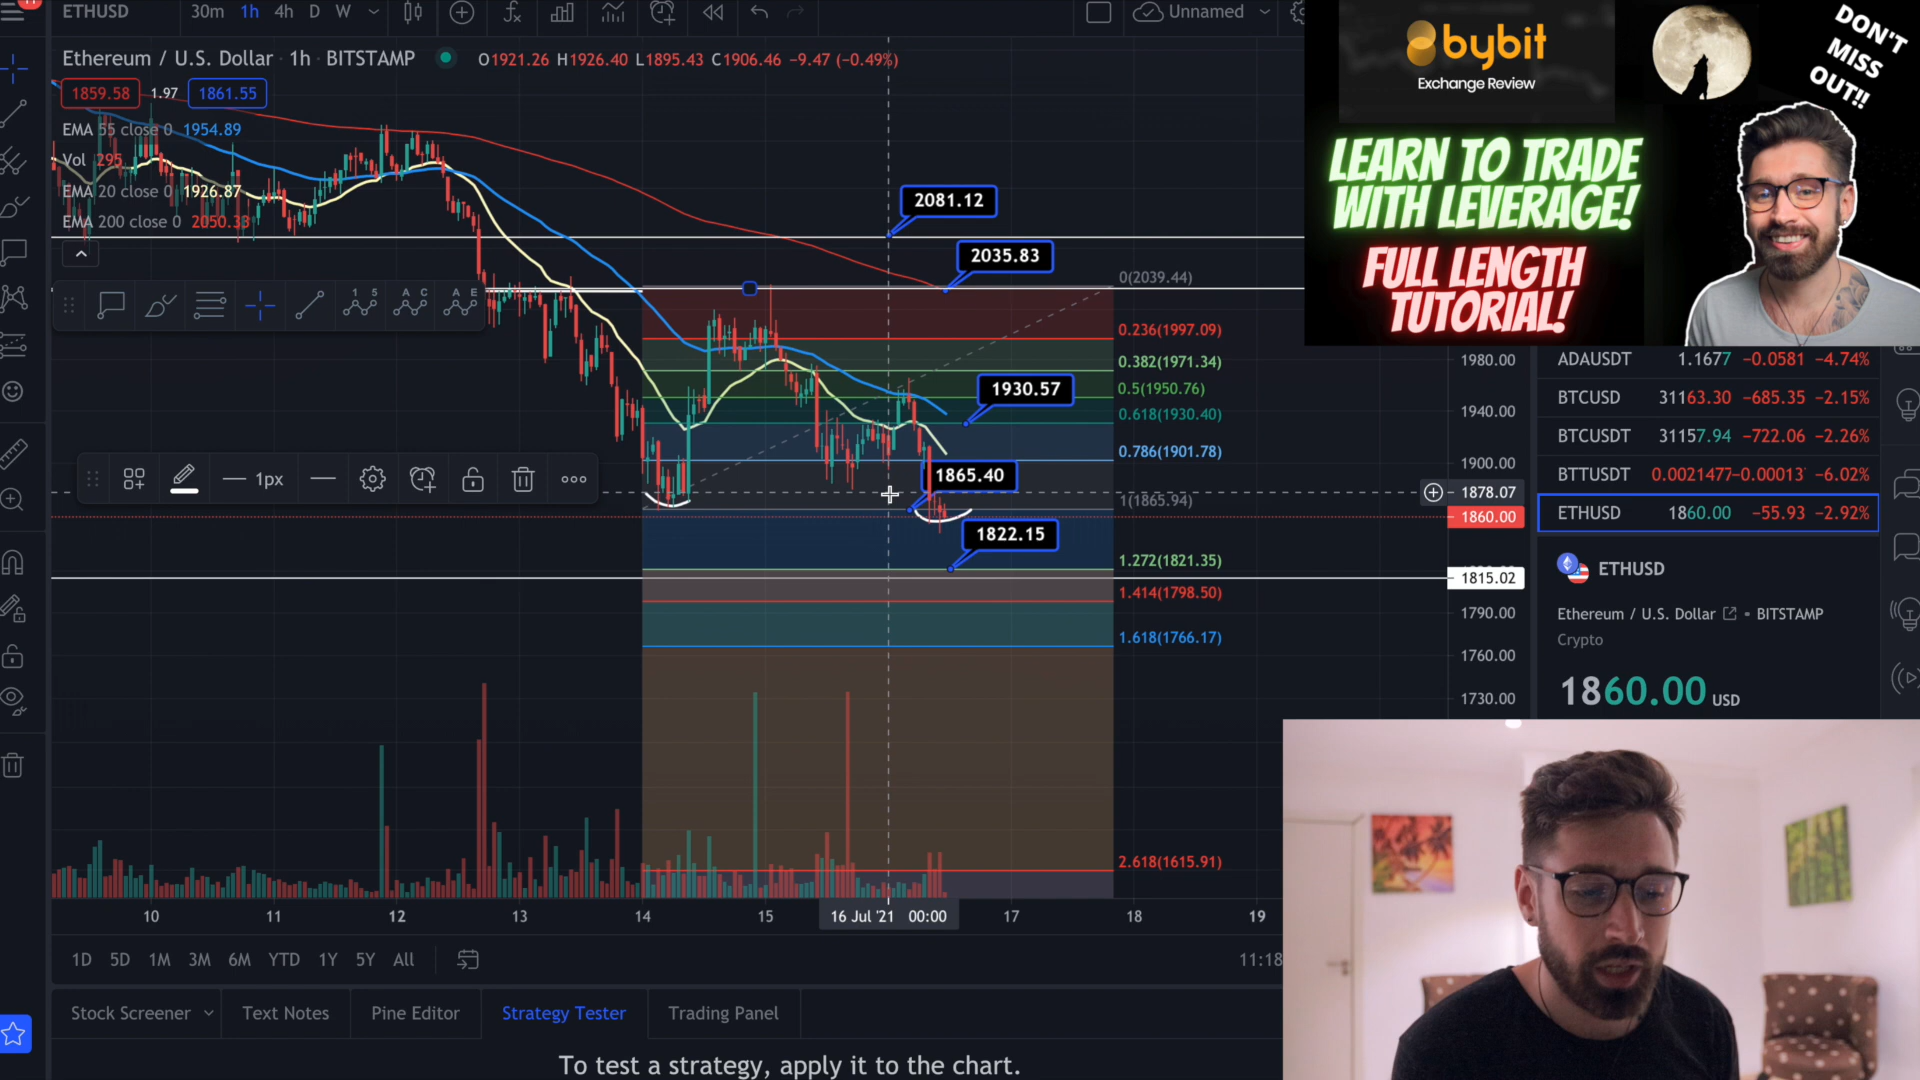 ETHUSD
30m 1h 4h D W
Unnamed
Ethereum / U.S. Dollar · 1h · BITSTAMP
O1921.26 H1926.40 L1895.43 C1906.46 −9.47 (−0.49%)
1859.58 1.97 1861.55
EMA 55 close 0 1954.89
Vol 295
EMA 20 close 0 1926.87
EMA 200 close 0 2050.33
1px
2081.12
2035.83
1930.57
1865.40
1822.15
0(2039.44)
0.236(1997.09)
0.382(1971.34)
0.5(1950.76)
0.618(1930.40)
0.786(1901.78)
1(1865.94)
1.272(1821.35)
1.414(1798.50)
1.618(1766.17)
2.618(1615.91)
1980.00
1940.00
1900.00
1878.07
1860.00
1815.02
1790.00
1760.00
1730.00
10 11 12 13 14 15 16 Jul '21 00:00 17 18 19
1D 5D 1M 3M 6M YTD 1Y 5Y All
11:18
Stock Screener Text Notes Pine Editor Strategy Tester Trading Panel
To test a strategy, apply it to the chart.
bybit
Exchange Review
DON'T
MISS
OUT!!
LEARN TO TRADE
WITH LEVERAGE!
FULL LENGTH
TUTORIAL!
ADAUSDT 1.1677 −0.0581 −4.74%
BTCUSD 31163.30 −685.35 −2.15%
BTCUSDT 31157.94 −722.06 −2.26%
BTTUSDT 0.0021477 −0.00013 −6.02%
ETHUSD 1860.00 −55.93 −2.92%
ETHUSD
Ethereum / U.S. Dollar • BITSTAMP
Crypto
1860.00 USD